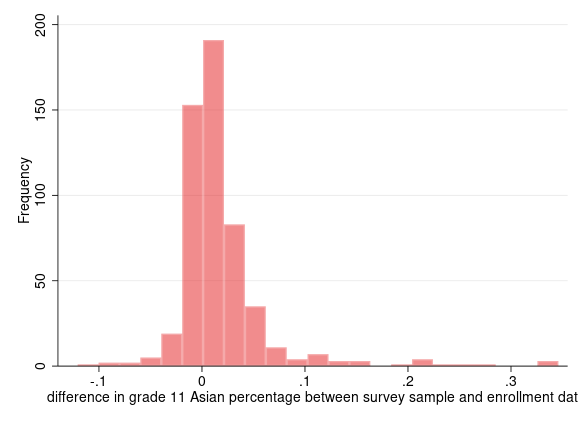 200
150
100
50
0
Frequency
-.1 0 .1 .2 .3
difference in grade 11 Asian percentage between survey sample and enrollment dat